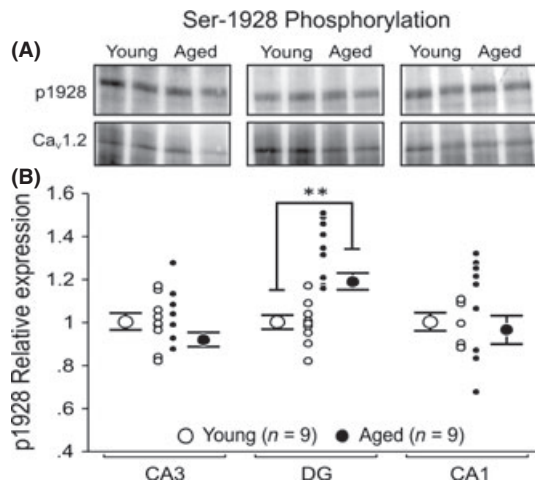 Ser-1928 Phosphorylation
(A)
Young Aged Young Aged Young Aged
p1928
Cav1.2
(B)
**
p1928 Relative expression
1.6
1.4
1.2
1
.8
.6
.4
Young (n = 9) Aged (n = 9)
CA3 DG CA1